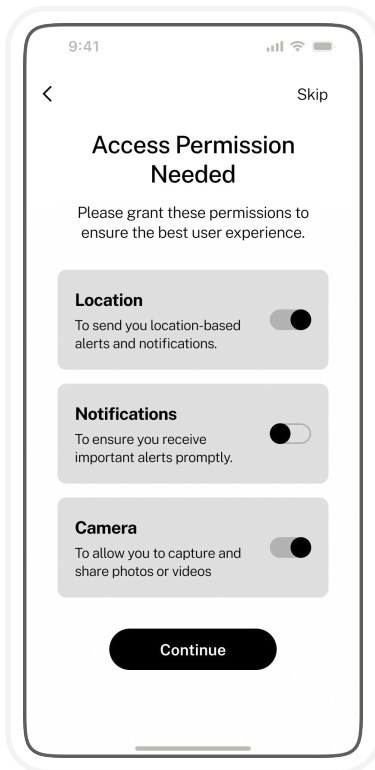 9:41
Skip
Access Permission
Needed
Please grant these permissions to
ensure the best user experience.
Location
To send you location-based
alerts and notifications.
Notifications
To ensure you receive
important alerts promptly.
Camera
To allow you to capture and
share photos or videos
Continue